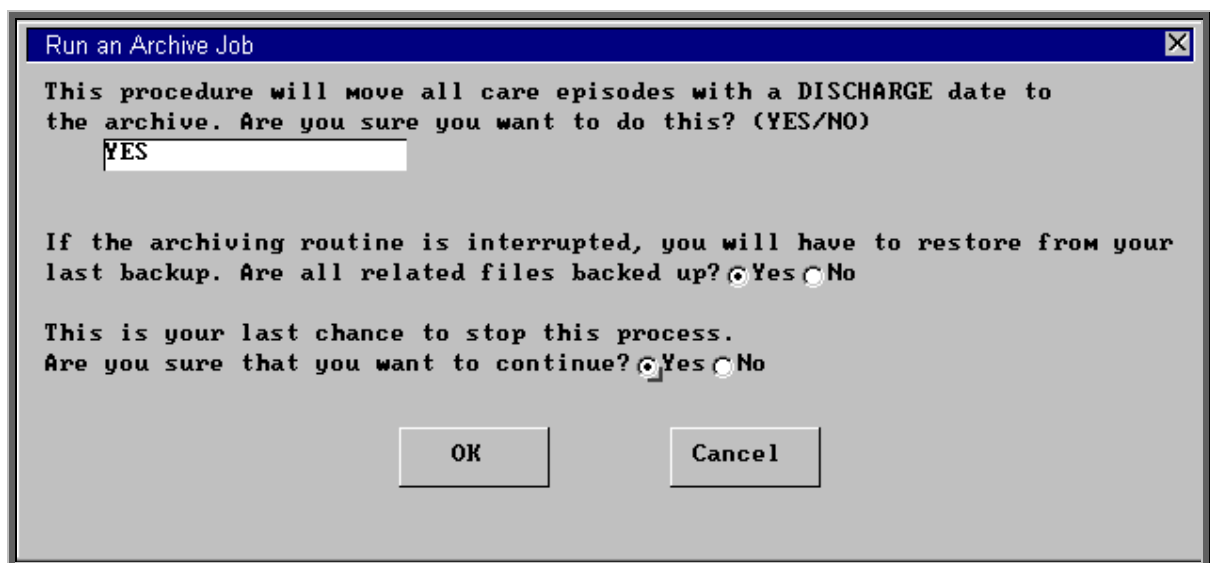 Run an Archive Job
This procedure will move all care episodes with a DISCHARGE date to
the archive. Are you sure you want to do this? (YES/NO)
YES
If the archiving routine is interrupted, you will have to restore from your
last backup. Are all related files backed up? Yes No
This is your last chance to stop this process.
Are you sure that you want to continue? Yes No
OK Cancel